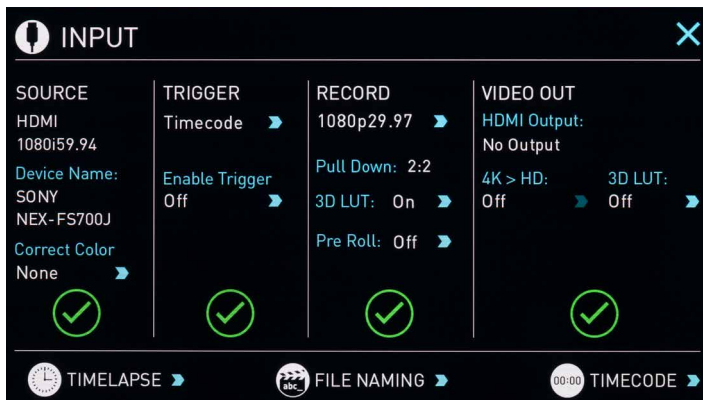 INPUT
SOURCE
HDMI
1080i59.94
Device Name:
SONY
NEX-FS700J
Correct Color
None
TRIGGER
Timecode
Enable Trigger
Off
RECORD
1080p29.97
Pull Down: 2:2
3D LUT: On
Pre Roll: Off
VIDEO OUT
HDMI Output:
No Output
4K > HD:
Off
3D LUT:
Off
TIMELAPSE
abc_
FILE NAMING
00:00
TIMECODE